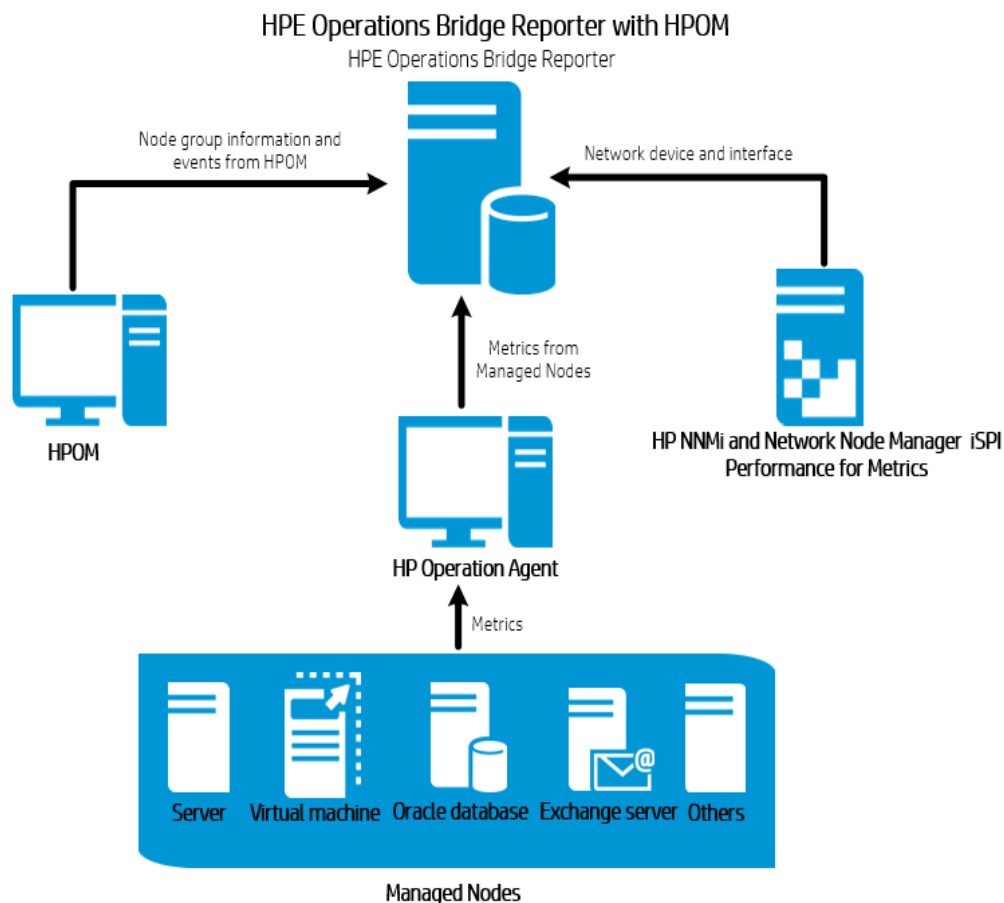 HPE Operations Bridge Reporter with HPOM
HPE Operations Bridge Reporter
Node group information and
events from HPOM
Network device and interface
HPOM
Metrics from
Managed Nodes
HP NNMi and Network Node Manager iSPI
Performance for Metrics
HP Operation Agent
Metrics
@
Server
Virtual machine
Oracle database
Exchange server
Others
Managed Nodes